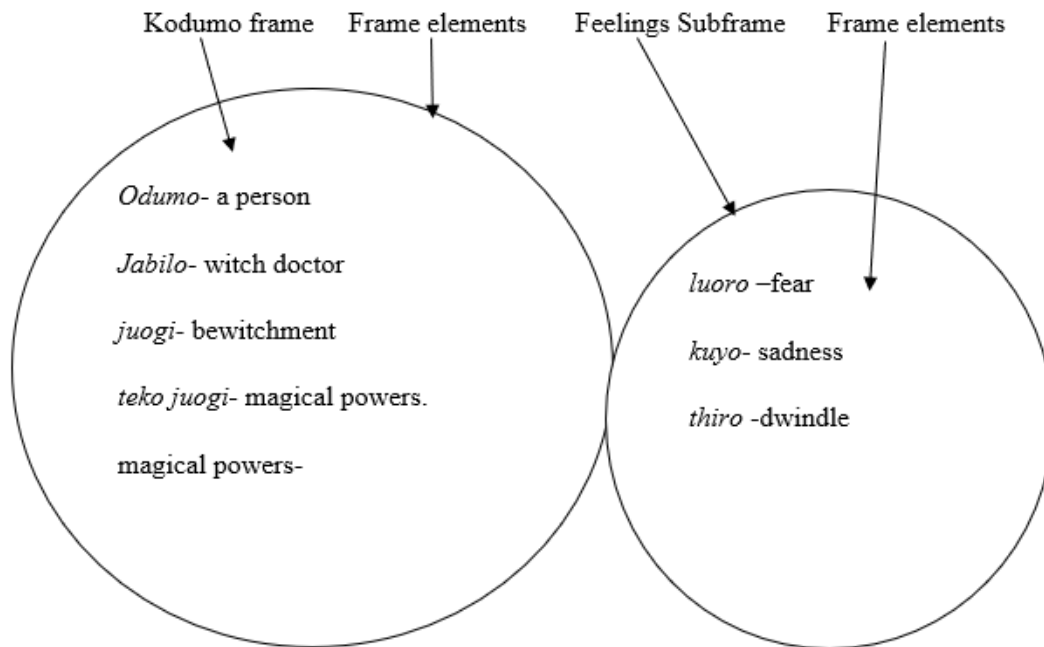 Kodumo frame Frame elements Feelings Subframe Frame elements
Odumo- a person
Jabilo- witch doctor
juogi- bewitchment
teko juogi- magical powers.
magical powers-
luoro –fear
kuyo- sadness
thiro -dwindle